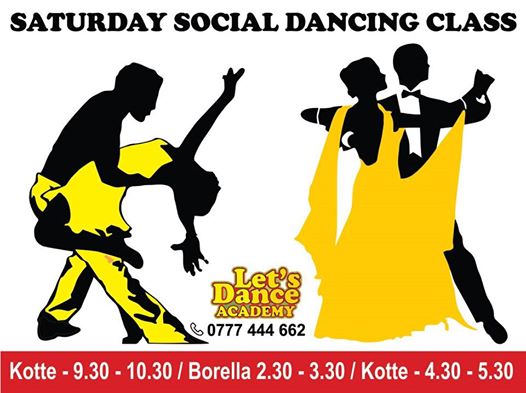 SATURDAY SOCIAL DANCING CLASS
Let's
Dance
ACADEMY
0777 444 662
Kotte - 9.30 - 10.30 / Borella 2.30 - 3.30 / Kotte - 4.30 - 5.30